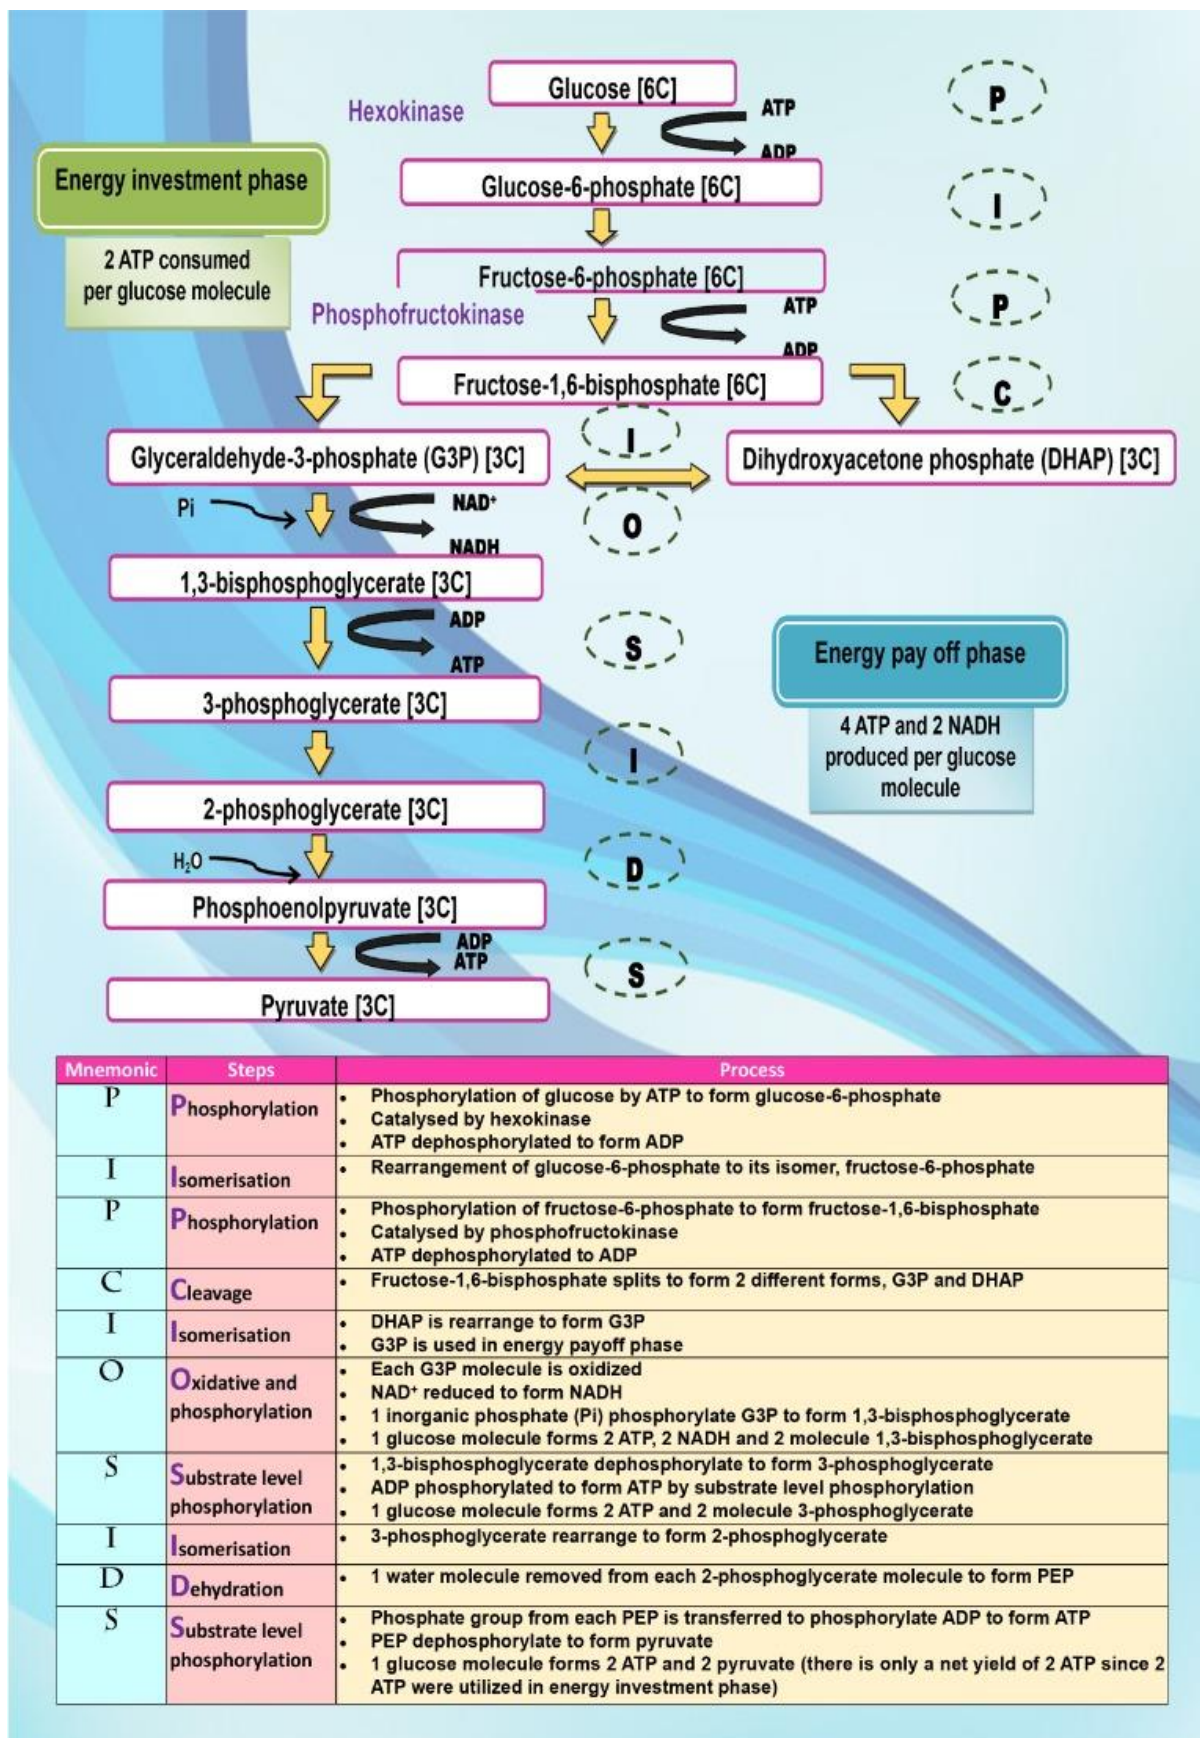 Glucose [6C]
P
Hexokinase
ATP
ADP
Energy investment phase
Glucose-6-phosphate [6C]
I
2 ATP consumed
per glucose molecule
Fructose-6-phosphate [6C]
P
Phosphofructokinase
ATP
ADP
Fructose-1,6-bisphosphate [6C]
C
I
Glyceraldehyde-3-phosphate (G3P) [3C]
Dihydroxyacetone phosphate (DHAP) [3C]
Pi
NAD⁺
NADH
O
1,3-bisphosphoglycerate [3C]
ADP
ATP
S
Energy pay off phase
3-phosphoglycerate [3C]
4 ATP and 2 NADH
produced per glucose
molecule
I
2-phosphoglycerate [3C]
H₂O
D
Phosphoenolpyruvate [3C]
ADP
ATP
S
Pyruvate [3C]
Mnemonic Steps Process
P Phosphorylation
• Phosphorylation of glucose by ATP to form glucose-6-phosphate
• Catalysed by hexokinase
• ATP dephosphorylated to form ADP
I Isomerisation
• Rearrangement of glucose-6-phosphate to its isomer, fructose-6-phosphate
P Phosphorylation
• Phosphorylation of fructose-6-phosphate to form fructose-1,6-bisphosphate
• Catalysed by phosphofructokinase
• ATP dephosphorylated to ADP
C Cleavage
• Fructose-1,6-bisphosphate splits to form 2 different forms, G3P and DHAP
I Isomerisation
• DHAP is rearrange to form G3P
• G3P is used in energy payoff phase
O Oxidative and
phosphorylation
• Each G3P molecule is oxidized
• NAD⁺ reduced to form NADH
• 1 inorganic phosphate (Pi) phosphorylate G3P to form 1,3-bisphosphoglycerate
• 1 glucose molecule forms 2 ATP, 2 NADH and 2 molecule 1,3-bisphosphoglycerate
S Substrate level
phosphorylation
• 1,3-bisphosphoglycerate dephosphorylate to form 3-phosphoglycerate
• ADP phosphorylated to form ATP by substrate level phosphorylation
• 1 glucose molecule forms 2 ATP and 2 molecule 3-phosphoglycerate
I Isomerisation
• 3-phosphoglycerate rearrange to form 2-phosphoglycerate
D Dehydration
• 1 water molecule removed from each 2-phosphoglycerate molecule to form PEP
S Substrate level
phosphorylation
• Phosphate group from each PEP is transferred to phosphorylate ADP to form ATP
• PEP dephosphorylate to form pyruvate
• 1 glucose molecule forms 2 ATP and 2 pyruvate (there is only a net yield of 2 ATP since 2
ATP were utilized in energy investment phase)